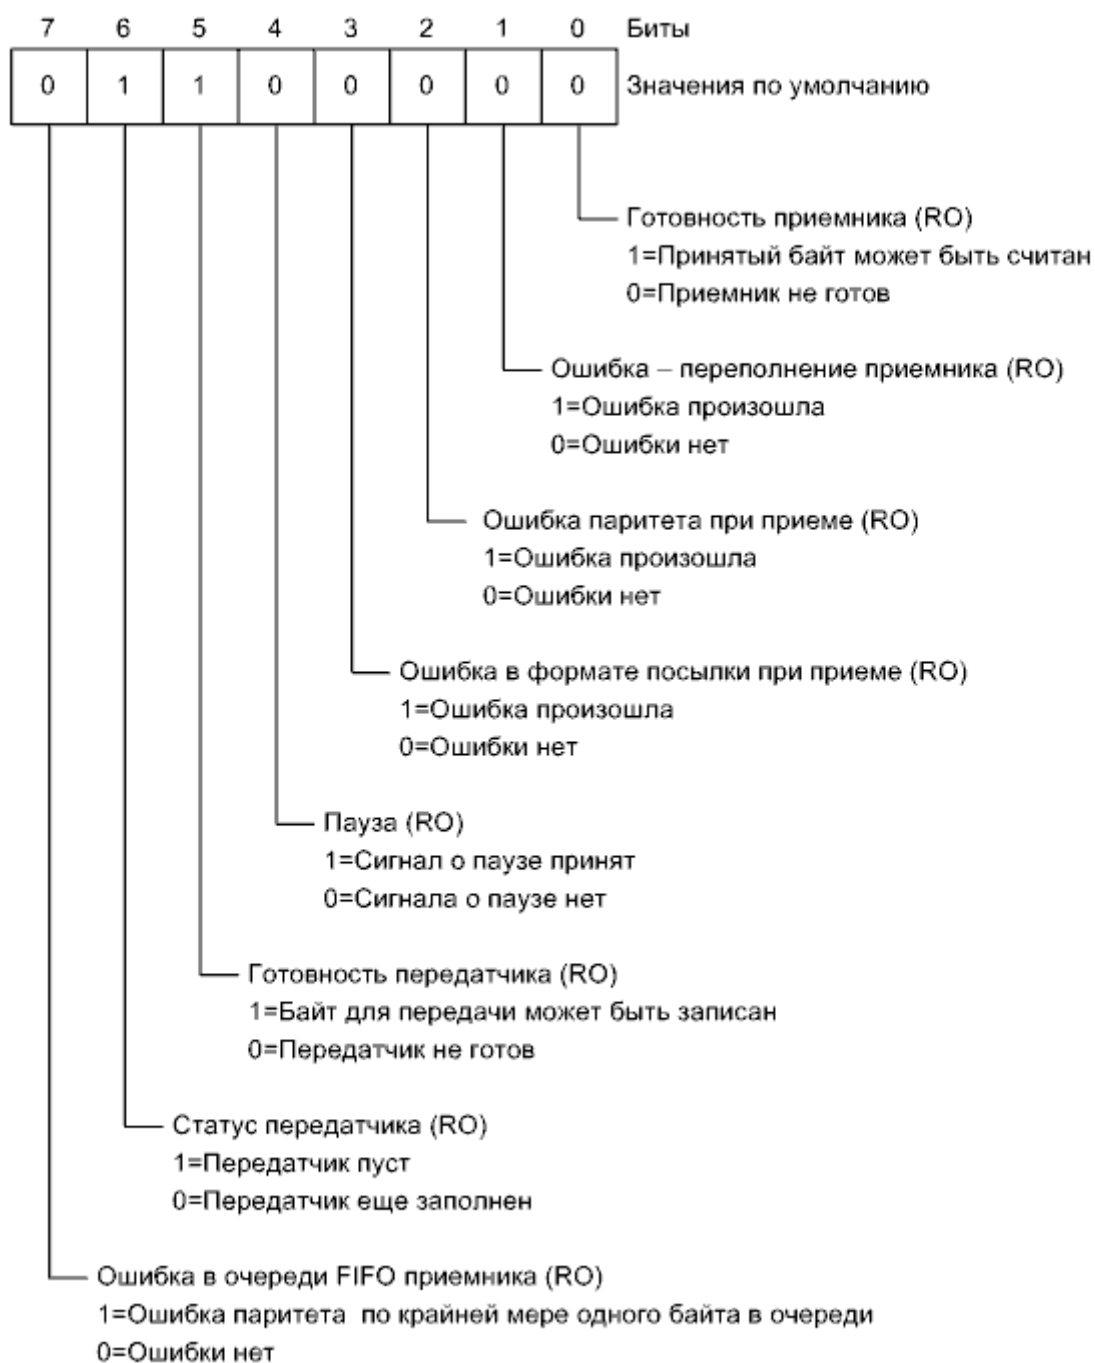 7 6 5 4 3 2 1 0 Биты
0 1 1 0 0 0 0 0 Значения по умолчанию
Готовность приемника (RO)
1=Принятый байт может быть считан
0=Приемник не готов
Ошибка – переполнение приемника (RO)
1=Ошибка произошла
0=Ошибки нет
Ошибка паритета при приеме (RO)
1=Ошибка произошла
0=Ошибки нет
Ошибка в формате посылки при приеме (RO)
1=Ошибка произошла
0=Ошибки нет
Пауза (RO)
1=Сигнал о паузе принят
0=Сигнала о паузе нет
Готовность передатчика (RO)
1=Байт для передачи может быть записан
0=Передатчик не готов
Статус передатчика (RO)
1=Передатчик пуст
0=Передатчик еще заполнен
Ошибка в очереди FIFO приемника (RO)
1=Ошибка паритета по крайней мере одного байта в очереди
0=Ошибки нет